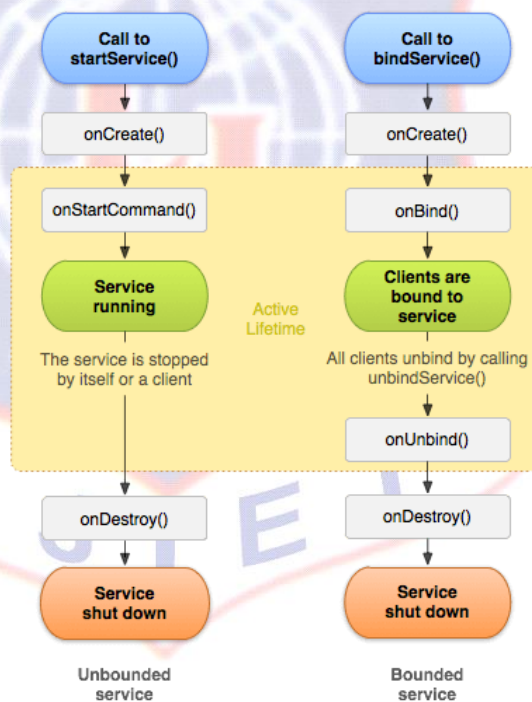 Call to
startService()
onCreate()
onStartCommand()
Service
running
The service is stopped
by itself or a client
onDestroy()
Service
shut down
Unbounded
service
Active
Lifetime
Call to
bindService()
onCreate()
onBind()
Clients are
bound to
service
All clients unbind by calling
unbindService()
onUnbind()
onDestroy()
Service
shut down
Bounded
service